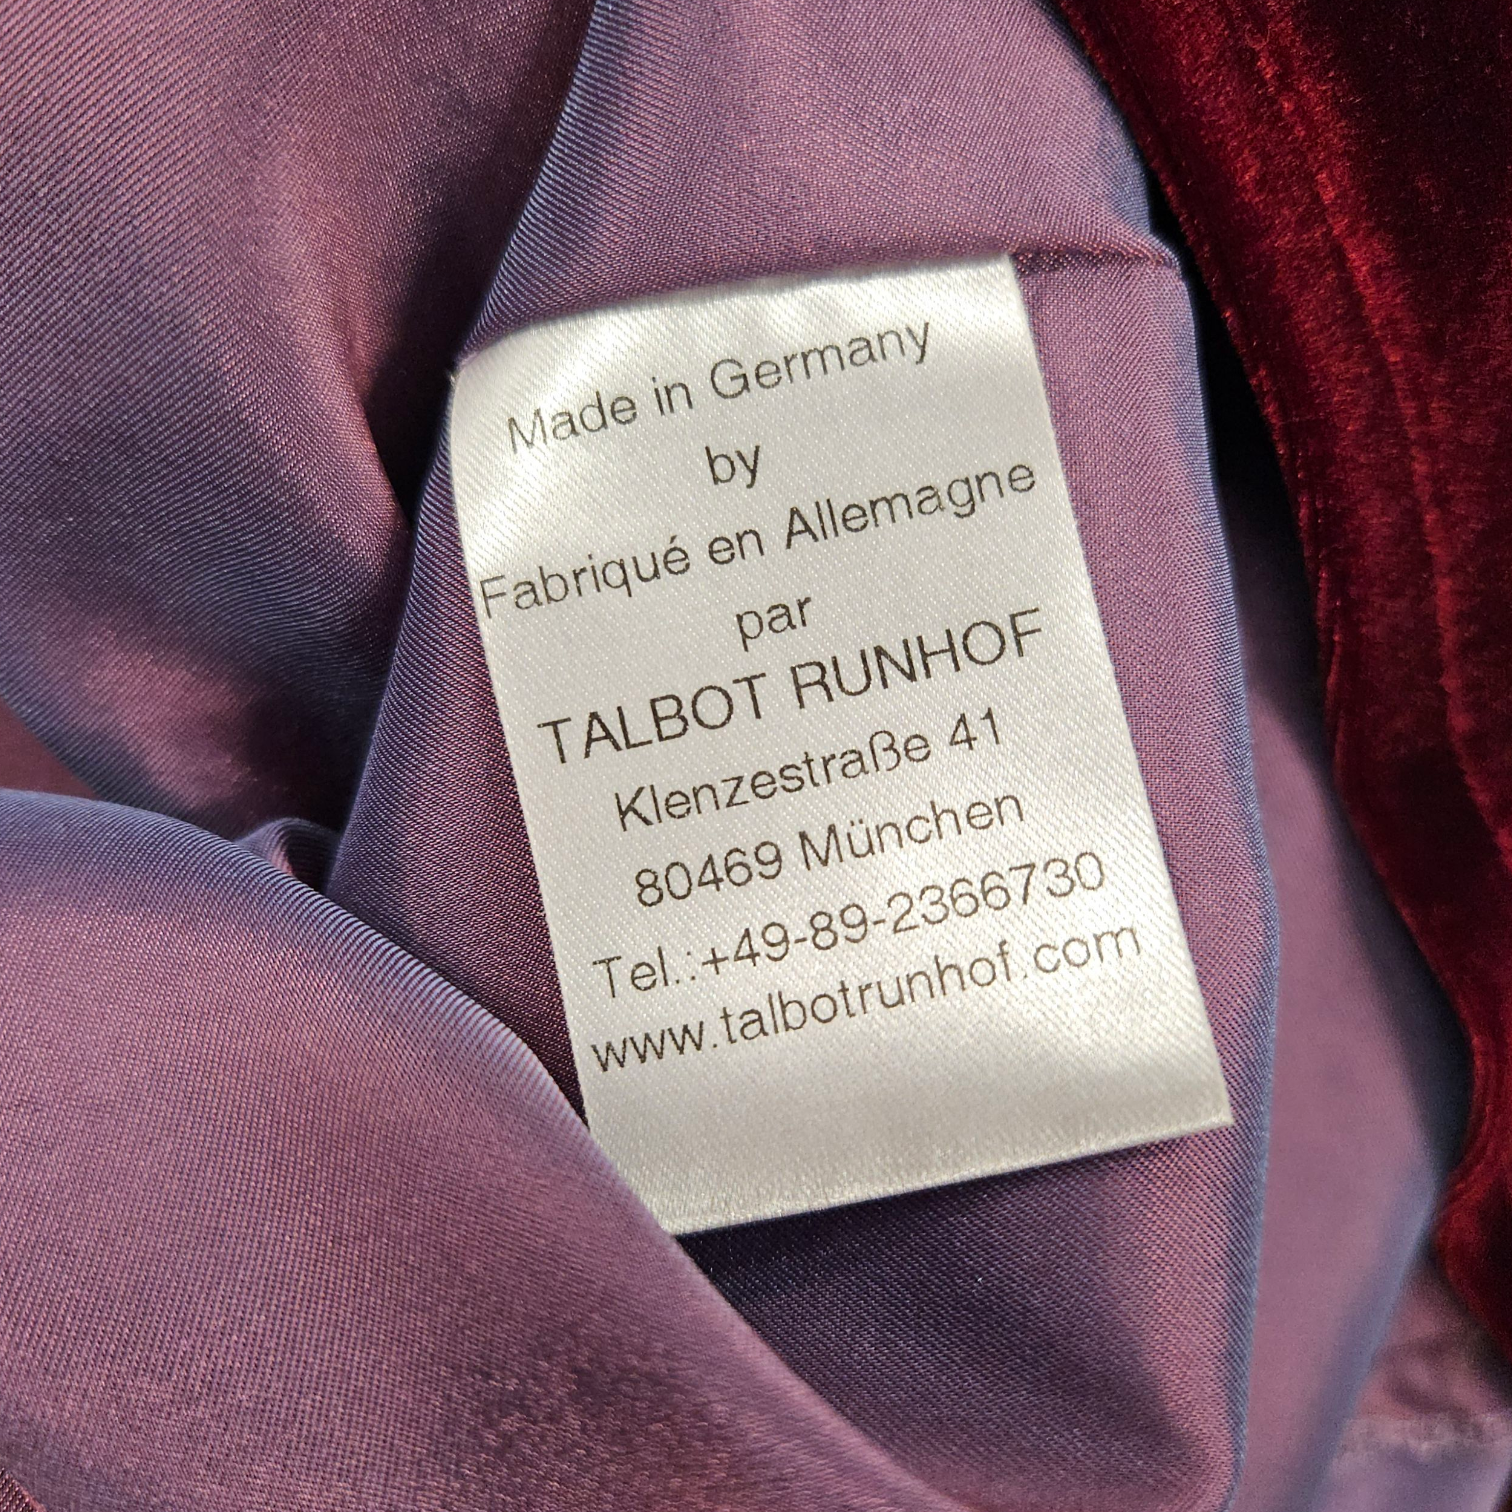 Made in Germany
by
Fabriqué en Allemagne
par
TALBOT RUNHOF
Klenzestraße 41
80469 München
Tel.:+49-89-2366730
www.talbotrunhof.com